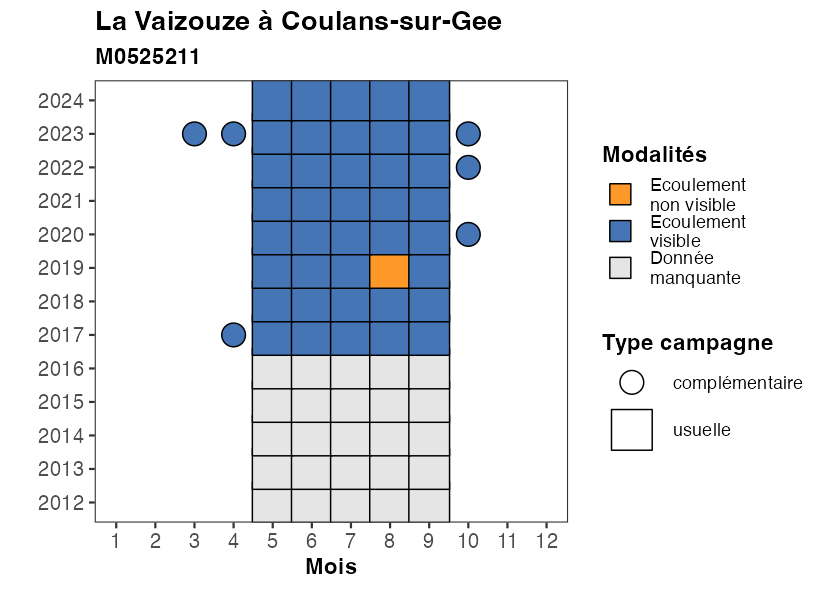 La Vaizouze à Coulans-sur-Gee
M0525211
2024
2023
2022
2021
2020
2019
2018
2017
2016
2015
2014
2013
2012
1 2 3 4 5 6 7 8 9 10 11 12
Mois
Modalités
Ecoulement
non visible
Ecoulement
visible
Donnée
manquante
Type campagne
complémentaire
usuelle